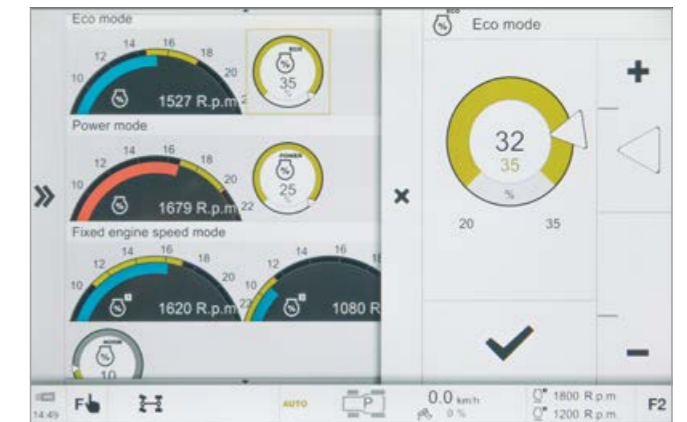 Eco mode
10 12 14 16 18 20 2
1527 R.p.m
ECO
%
35
%
Power mode
10 12 14 16 18 20 22
1679 R.p.m
POWER
%
25
%
Fixed engine speed mode
10 12 14 16 18 20 22
1620 R.p.m
10 12 14 16 18
1080 R
%
10
ECO
%
Eco mode
32
35
%
20 35
14:49
F
AUTO
P
0.0 km/h
0 %
1800 R.p.m
1200 R.p.m
F2